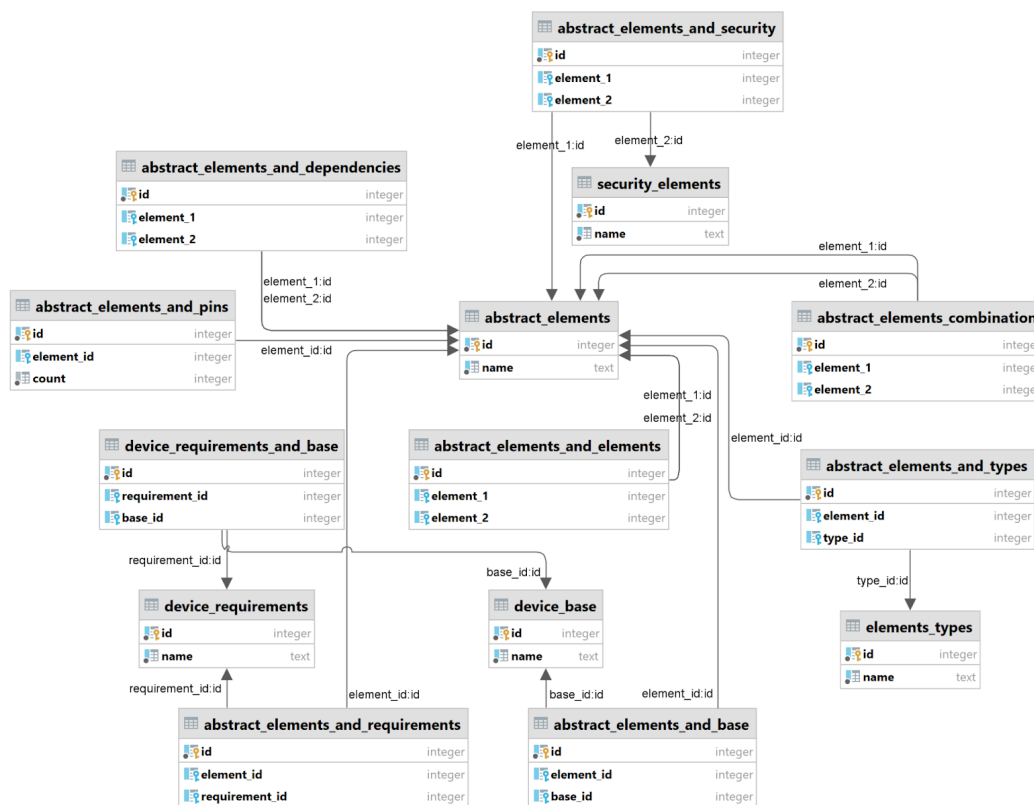 abstract_elements_and_security
id integer
element_1 integer
element_2 integer
element_1:id
element_2:id
security_elements
id integer
name text
abstract_elements_and_dependencies
id integer
element_1 integer
element_2 integer
element_1:id
element_2:id
element_1:id
element_2:id
abstract_elements_and_pins
id integer
element_id integer
count integer
element_id:id
abstract_elements
id integer
name text
abstract_elements_combination
id integer
element_1 integer
element_2 integer
element_1:id
element_2:id
device_requirements_and_base
id integer
requirement_id integer
base_id integer
abstract_elements_and_elements
id integer
element_1 integer
element_2 integer
element_id:id
abstract_elements_and_types
id integer
element_id integer
type_id integer
requirement_id:id
base_id:id
type_id:id
device_requirements
id integer
name text
device_base
id integer
name text
elements_types
id integer
name text
requirement_id:id
element_id:id
base_id:id
element_id:id
abstract_elements_and_requirements
id integer
element_id integer
requirement_id integer
abstract_elements_and_base
id integer
element_id integer
base_id integer